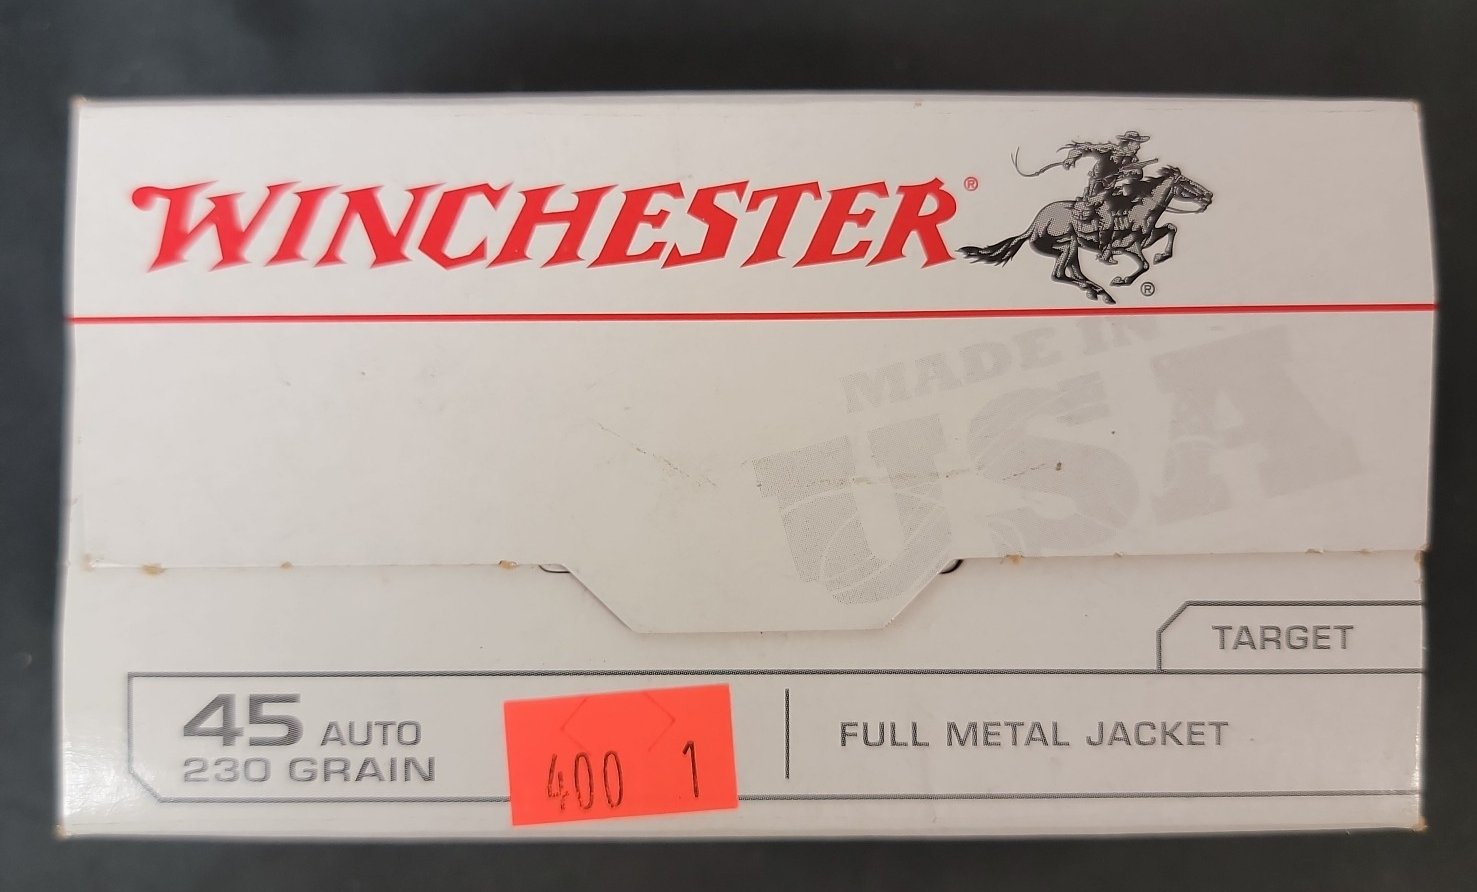 WINCHESTER®
®
MADE IN
USA
TARGET
45 AUTO
230 GRAIN
400 1
FULL METAL JACKET